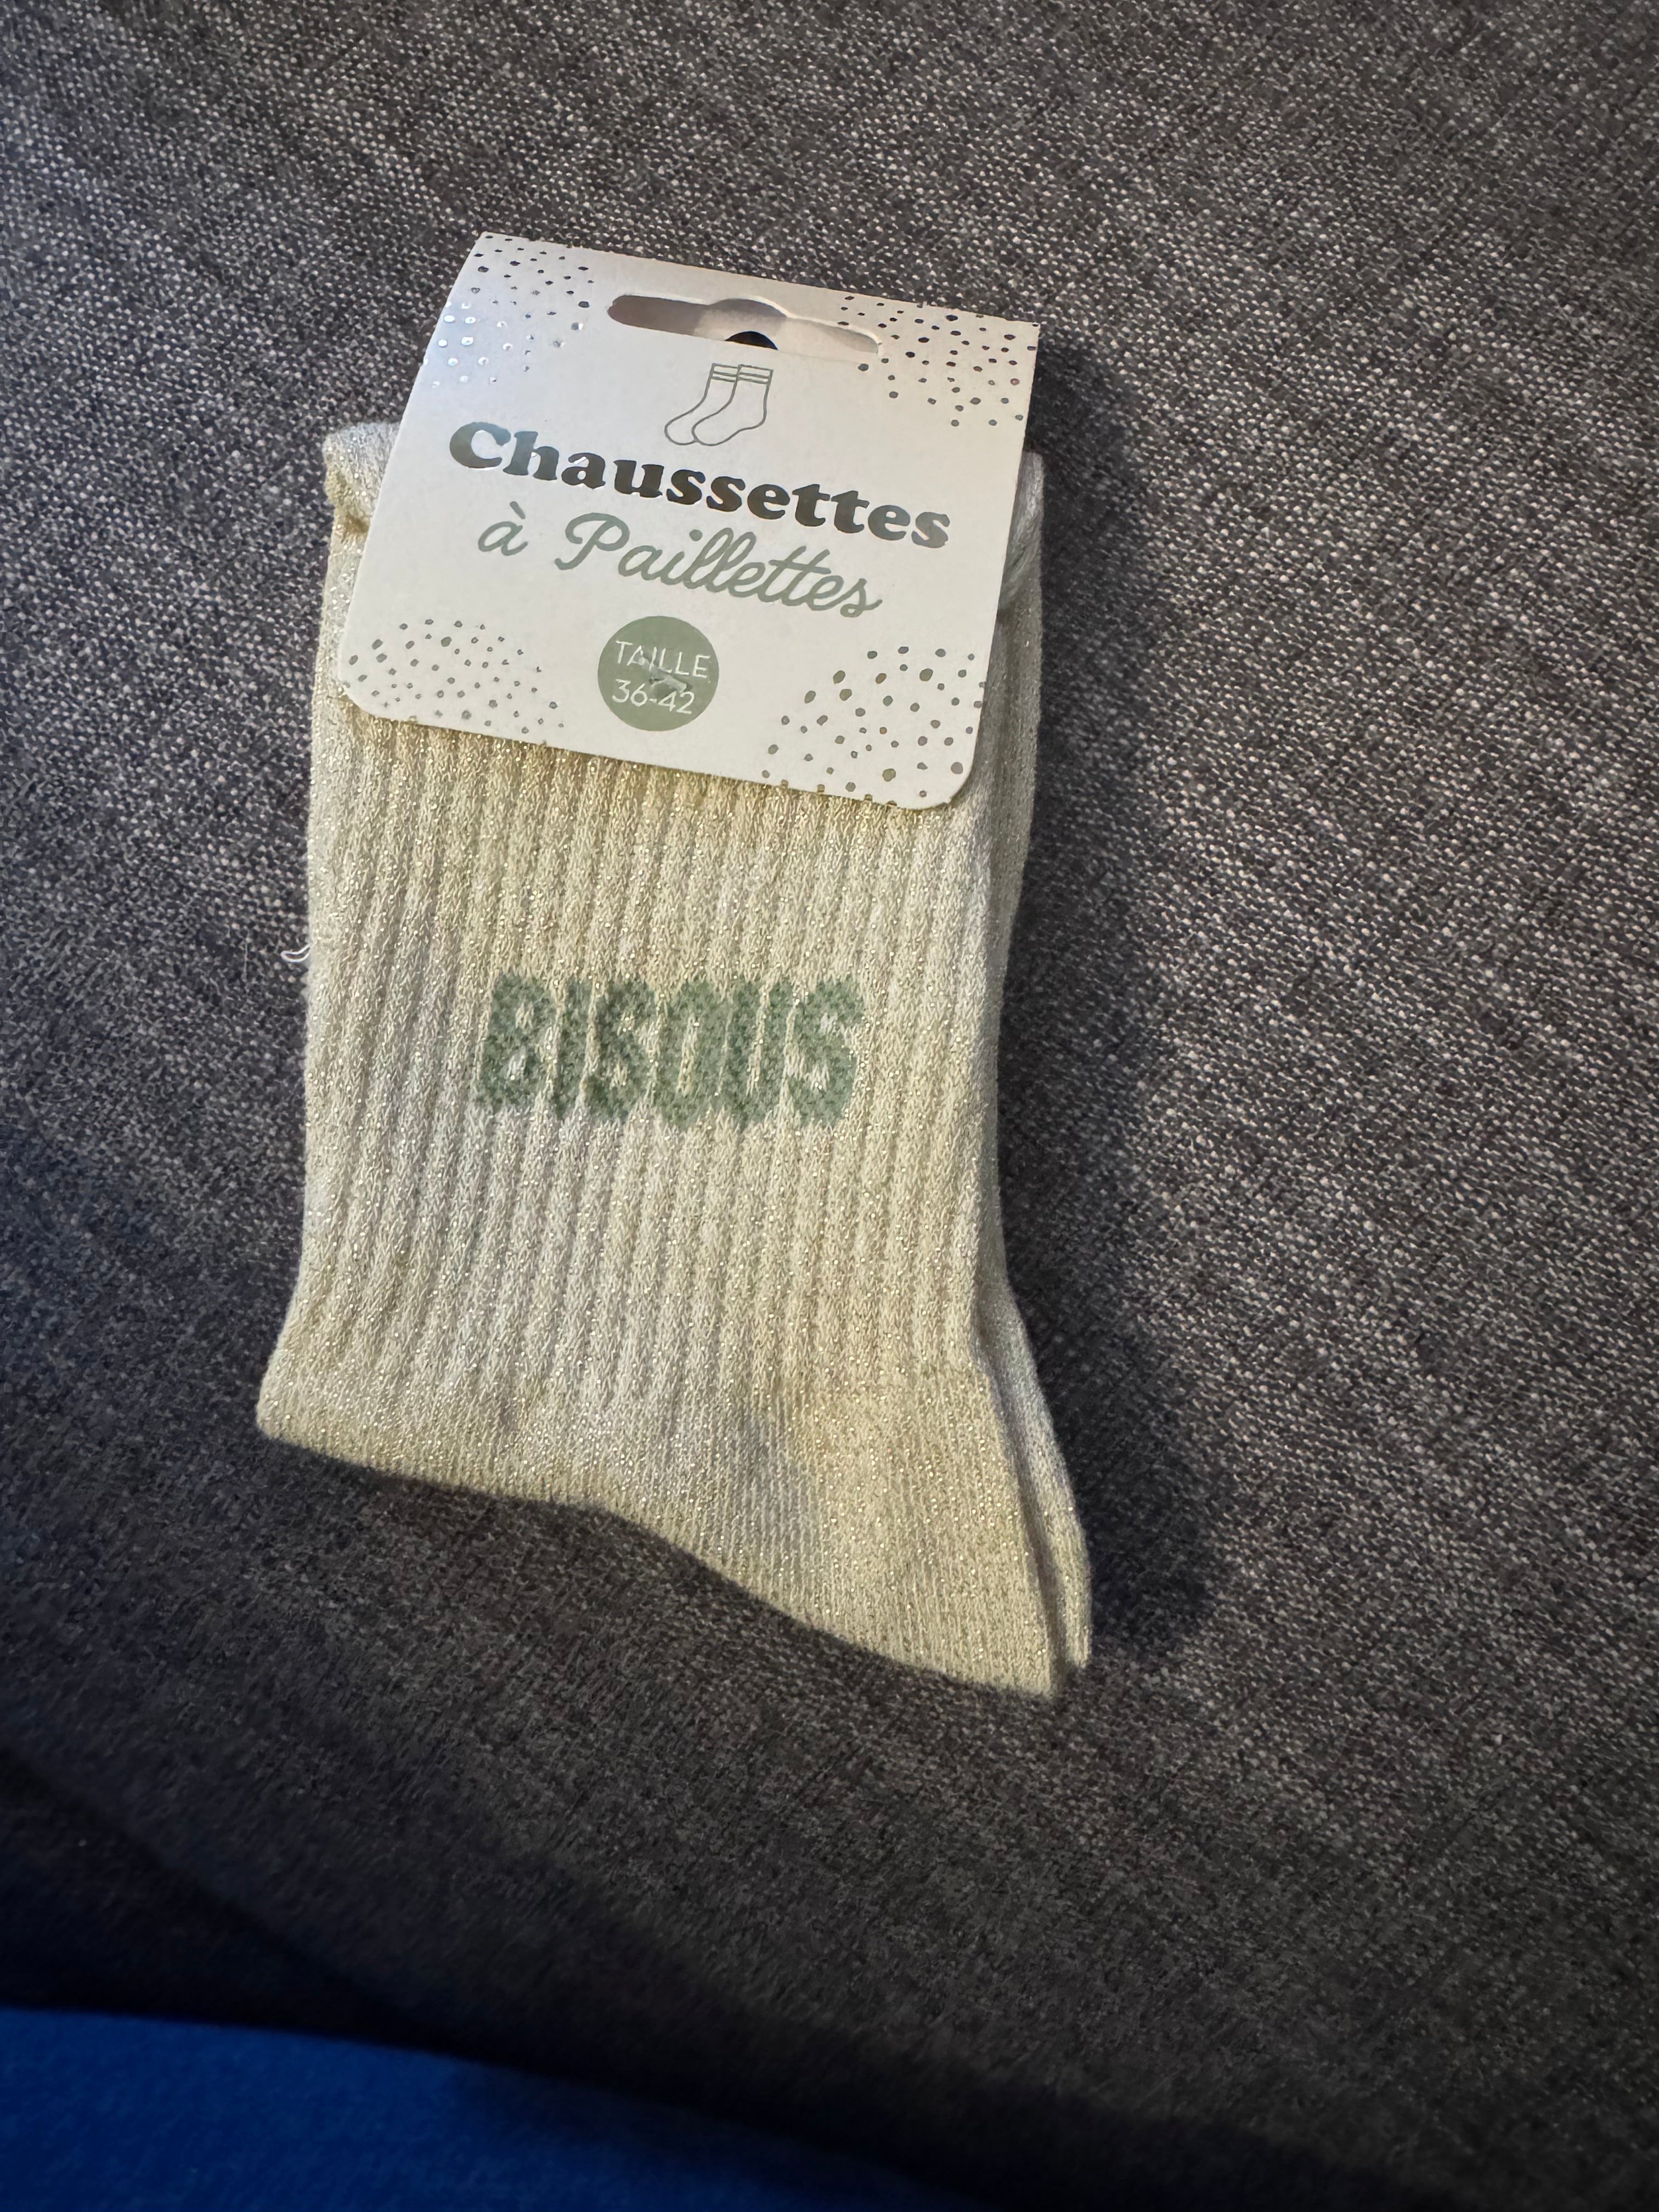 Chaussettes
à Paillettes
TAILLE
36-42
BISOUS